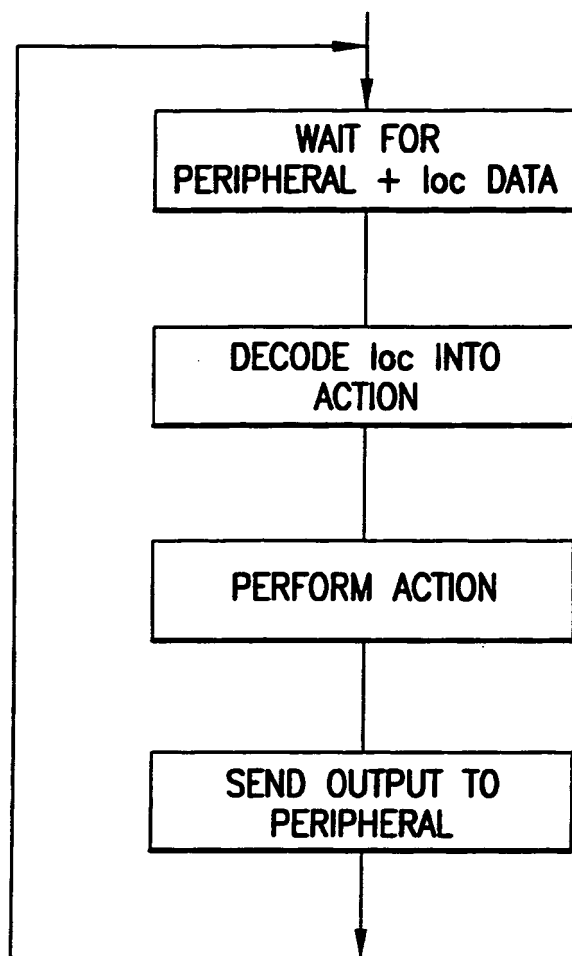 WAIT FOR
PERIPHERAL + loc DATA
DECODE loc INTO
ACTION
PERFORM ACTION
SEND OUTPUT TO
PERIPHERAL